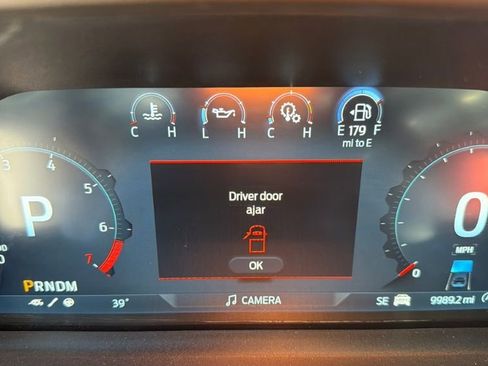 C H
L H
C H
E 179 F
mi to E
3 4 5 6 7
P
Driver door
ajar
OK
0
MPH
0
PRNDM
39°
CAMERA
SE
9989.2 mi